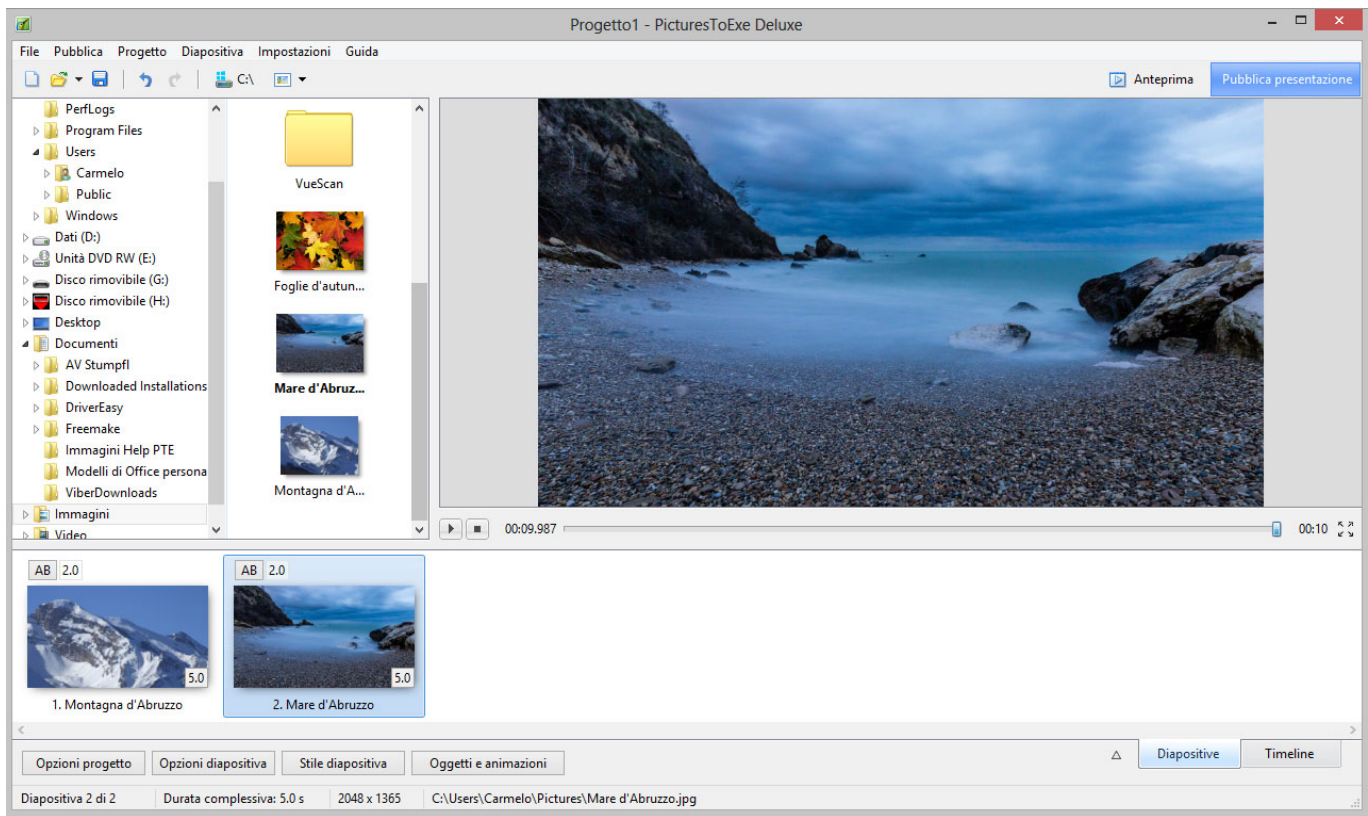 Progetto1 - PicturesToExe Deluxe
File Pubblica Progetto Diapositiva Impostazioni Guida
C:\
Anteprima
Pubblica presentazione
PerfLogs
Program Files
Users
Carmelo
Public
Windows
Dati (D:)
Unità DVD RW (E:)
Disco rimovibile (G:)
Disco rimovibile (H:)
Desktop
Documenti
AV Stumpfl
Downloaded Installations
DriverEasy
Freemake
Immagini Help PTE
Modelli di Office persona
ViberDownloads
Immagini
Video
VueScan
Foglie d'autun...
Mare d'Abruz...
Montagna d'A...
00:09.987
00:10
AB 2.0
5.0
1. Montagna d'Abruzzo
AB 2.0
5.0
2. Mare d'Abruzzo
Opzioni progetto
Opzioni diapositiva
Stile diapositiva
Oggetti e animazioni
Diapositive
Timeline
Diapositiva 2 di 2
Durata complessiva: 5.0 s
2048 x 1365
C:\Users\Carmelo\Pictures\Mare d'Abruzzo.jpg